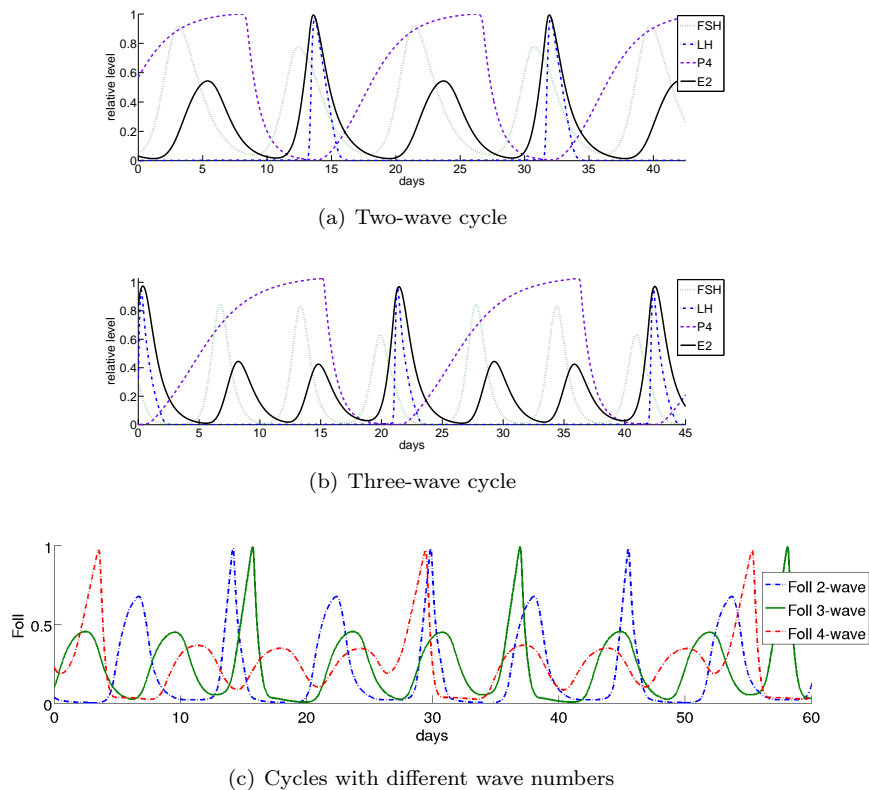 1
0.8
0.6
0.4
0.2
0
relative level
0 5 10 15 20 25 30 35 40
days
FSH
LH
P4
E2
(a) Two-wave cycle
1
0.8
0.6
0.4
0.2
0
relative level
0 5 10 15 20 25 30 35 40 45
days
FSH
LH
P4
E2
(b) Three-wave cycle
1
0.5
0
Foll
0 10 20 30 40 50 60
days
Foll 2-wave
Foll 3-wave
Foll 4-wave
(c) Cycles with different wave numbers